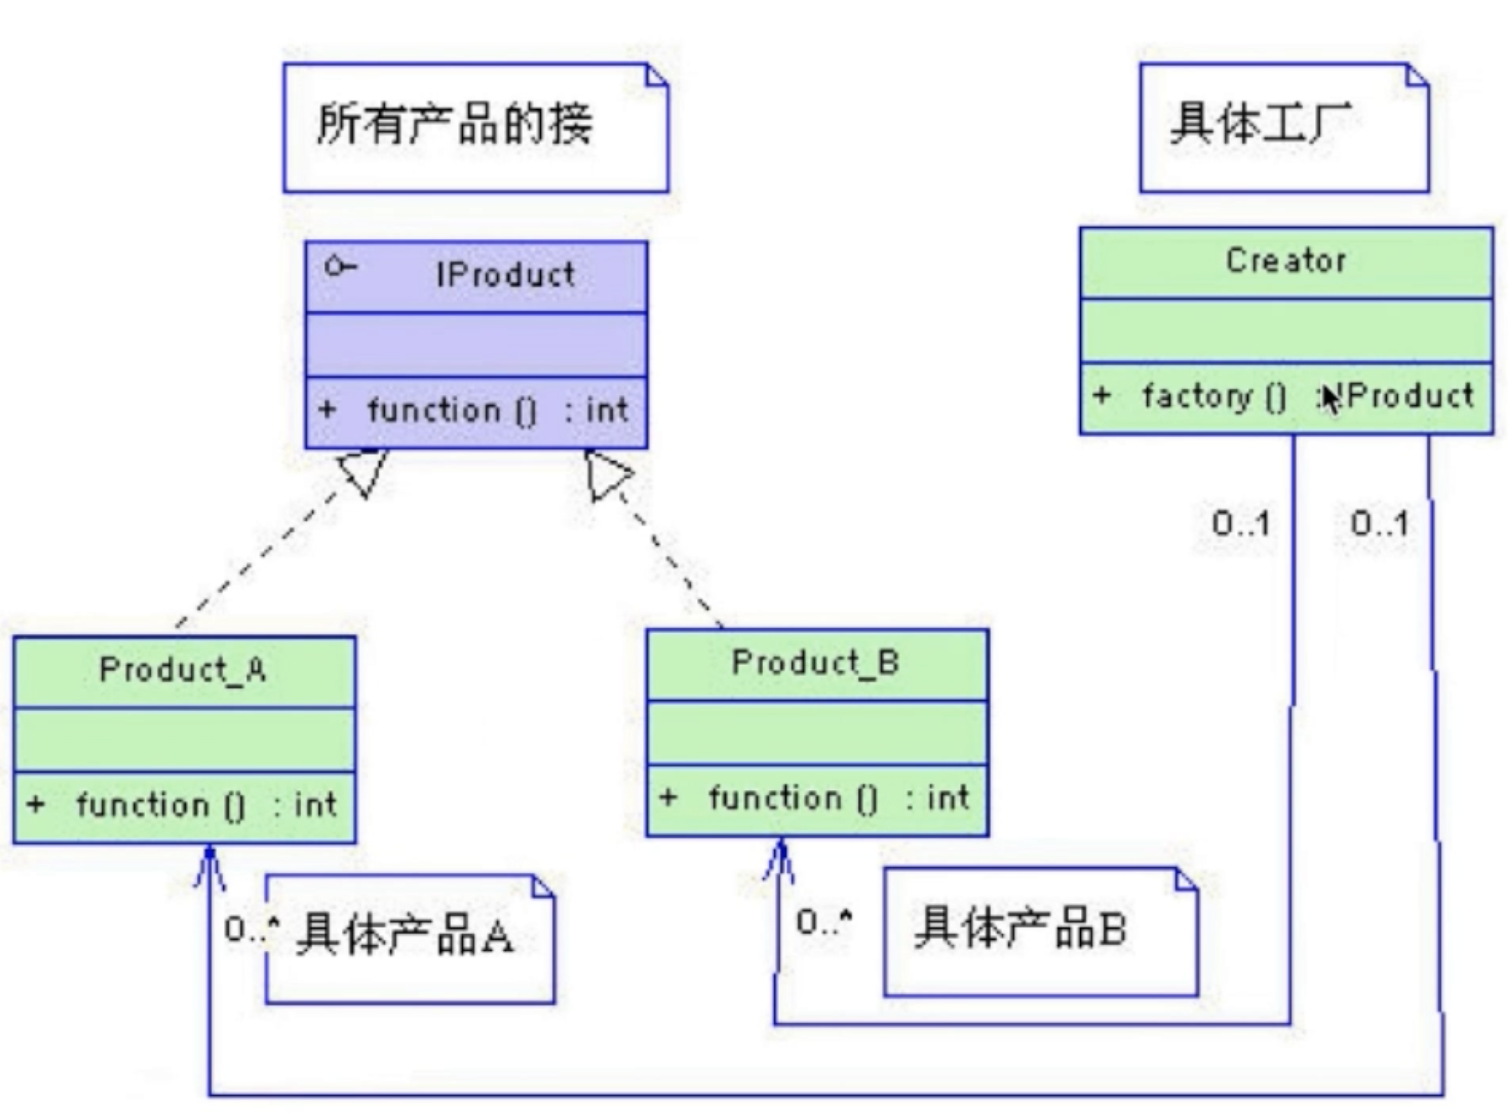 所有产品的接
具体工厂
IProduct
+ function () : int
Creator
+ factory () : IProduct
0..1
0..1
Product_A
+ function () : int
Product_B
+ function () : int
0..*
具体产品A
0..*
具体产品B